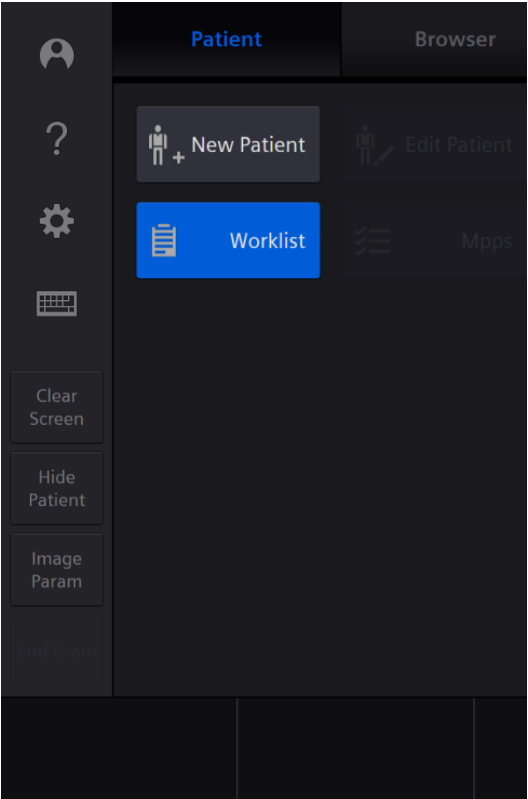 Patient
Browser
New Patient
Edit Patient
Worklist
Mpps
Clear
Screen
Hide
Patient
Image
Param
End Exam